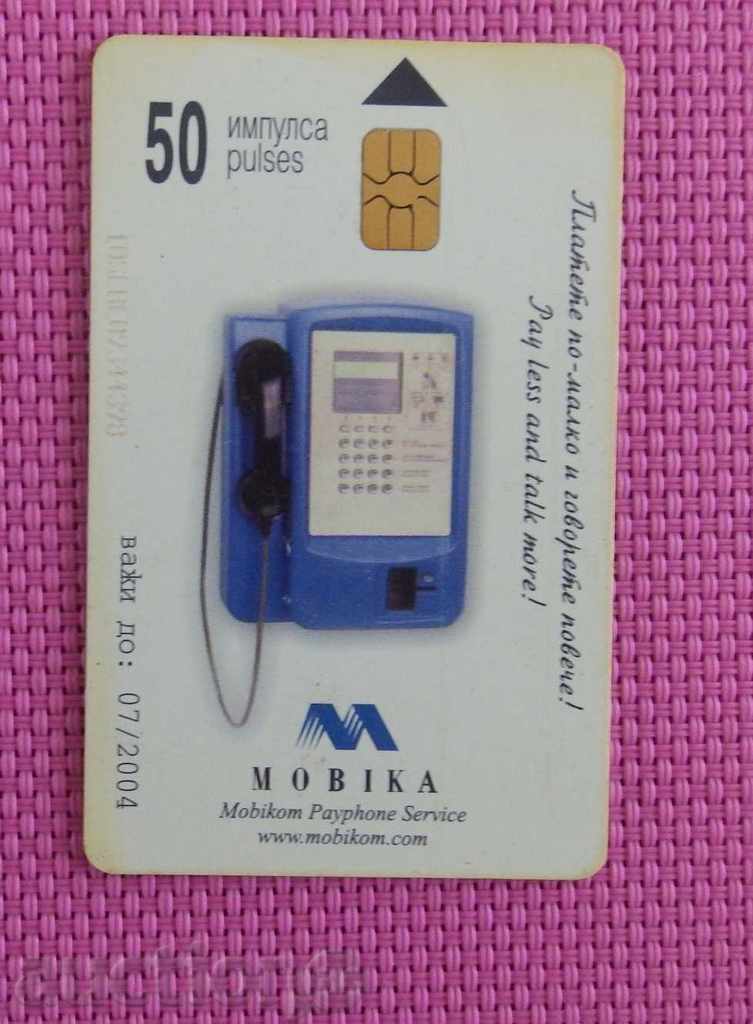 50 импулса
pulses
Платете по-малко и говорете повече!
Pay less and talk more!
важи до: 07/2004
MOBIKA
Mobikom Payphone Service
www.mobikom.com